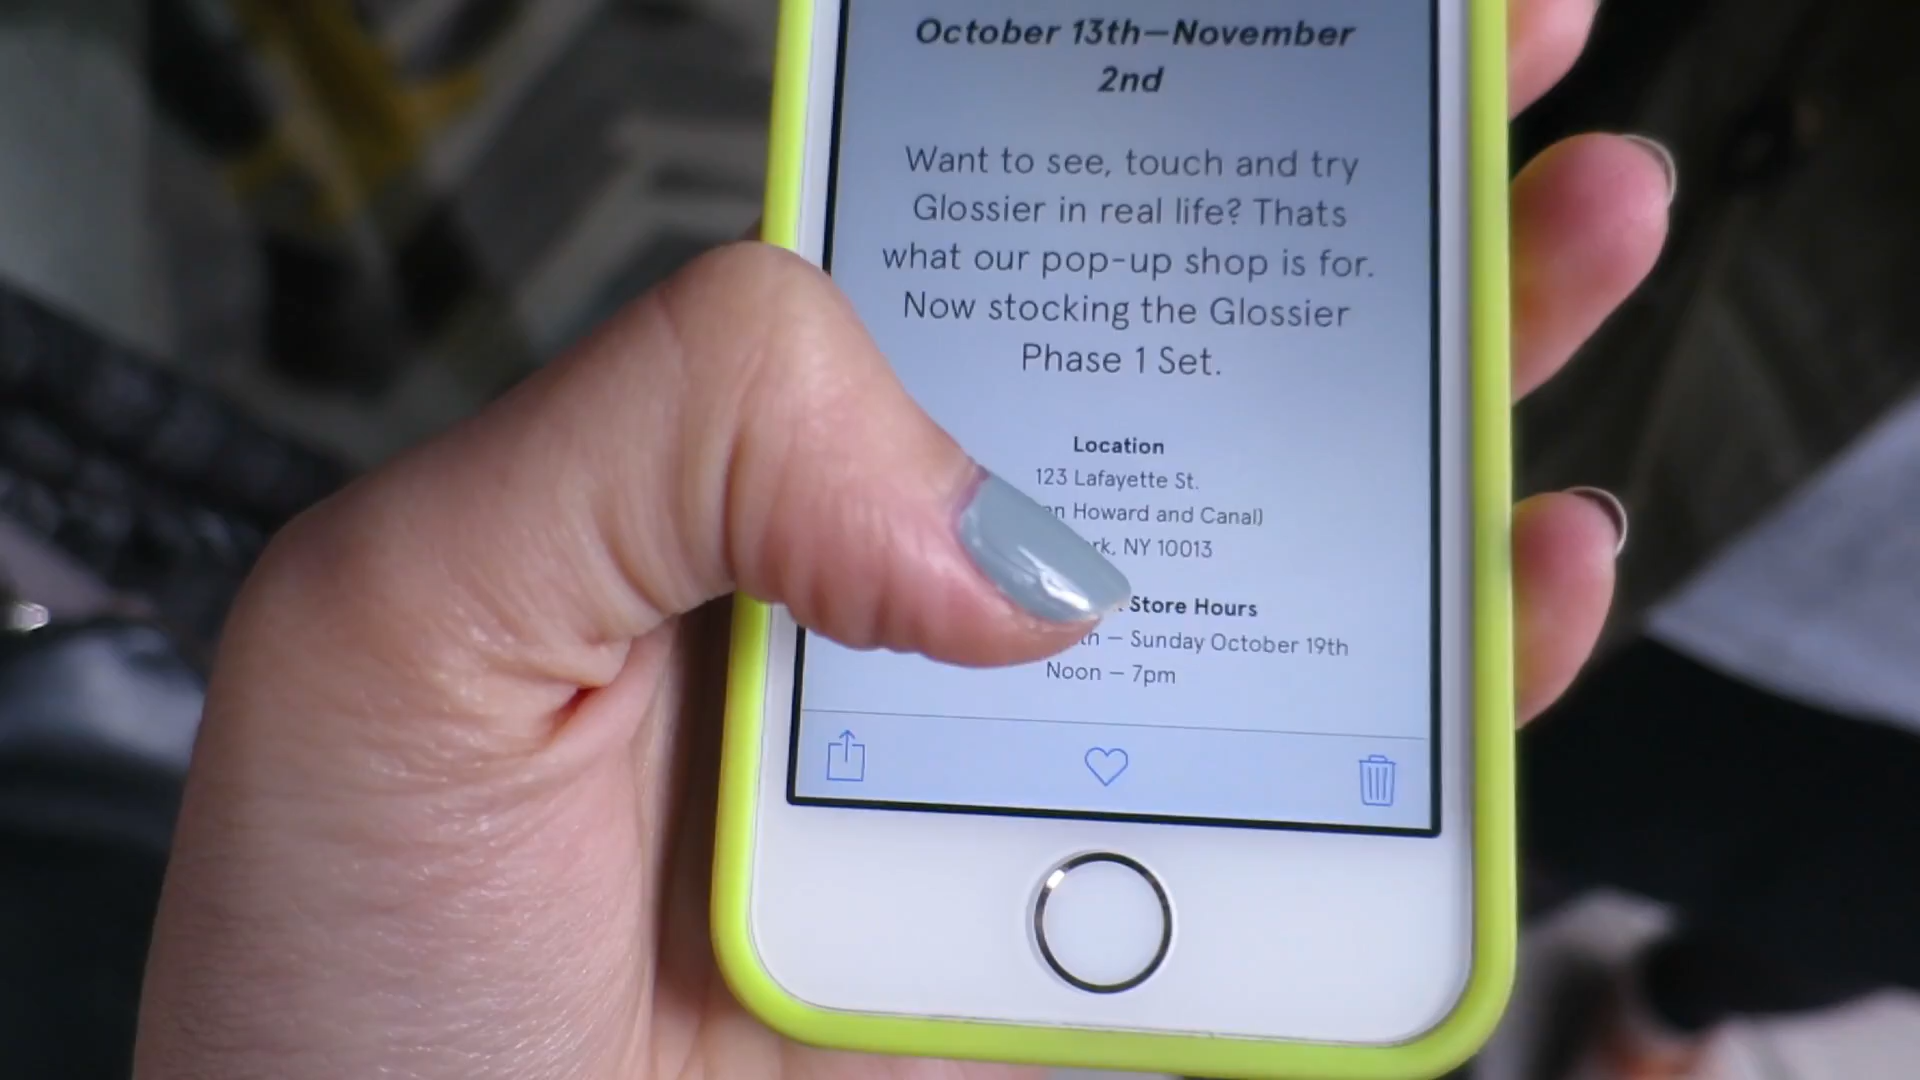 October 13th—November
2nd
Want to see, touch and try
Glossier in real life? Thats
what our pop-up shop is for.
Now stocking the Glossier
Phase 1 Set.
Location
123 Lafayette St.
Howard and Canal)
NY 10013
Store Hours
— Sunday October 19th
Noon — 7pm